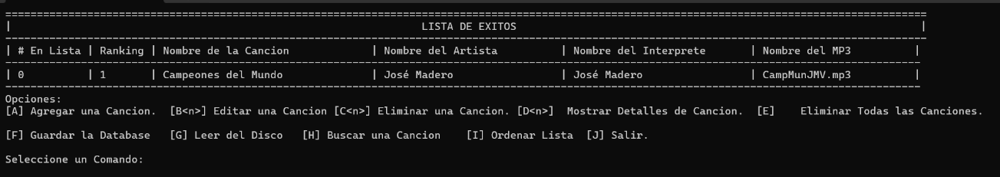 LISTA DE EXITOS
| # En Lista | Ranking | Nombre de la Cancion | Nombre del Artista | Nombre del Interprete | Nombre del MP3 |
| 0 | 1 | Campeones del Mundo | José Madero | José Madero | CampMunJMV.mp3 |
Opciones:
[A] Agregar una Cancion. [B<n>] Editar una Cancion [C<n>] Eliminar una Cancion. [D<n>] Mostrar Detalles de Cancion. [E] Eliminar Todas las Canciones.
[F] Guardar la Database [G] Leer del Disco [H] Buscar una Cancion [I] Ordenar Lista [J] Salir.
Seleccione un Comando: